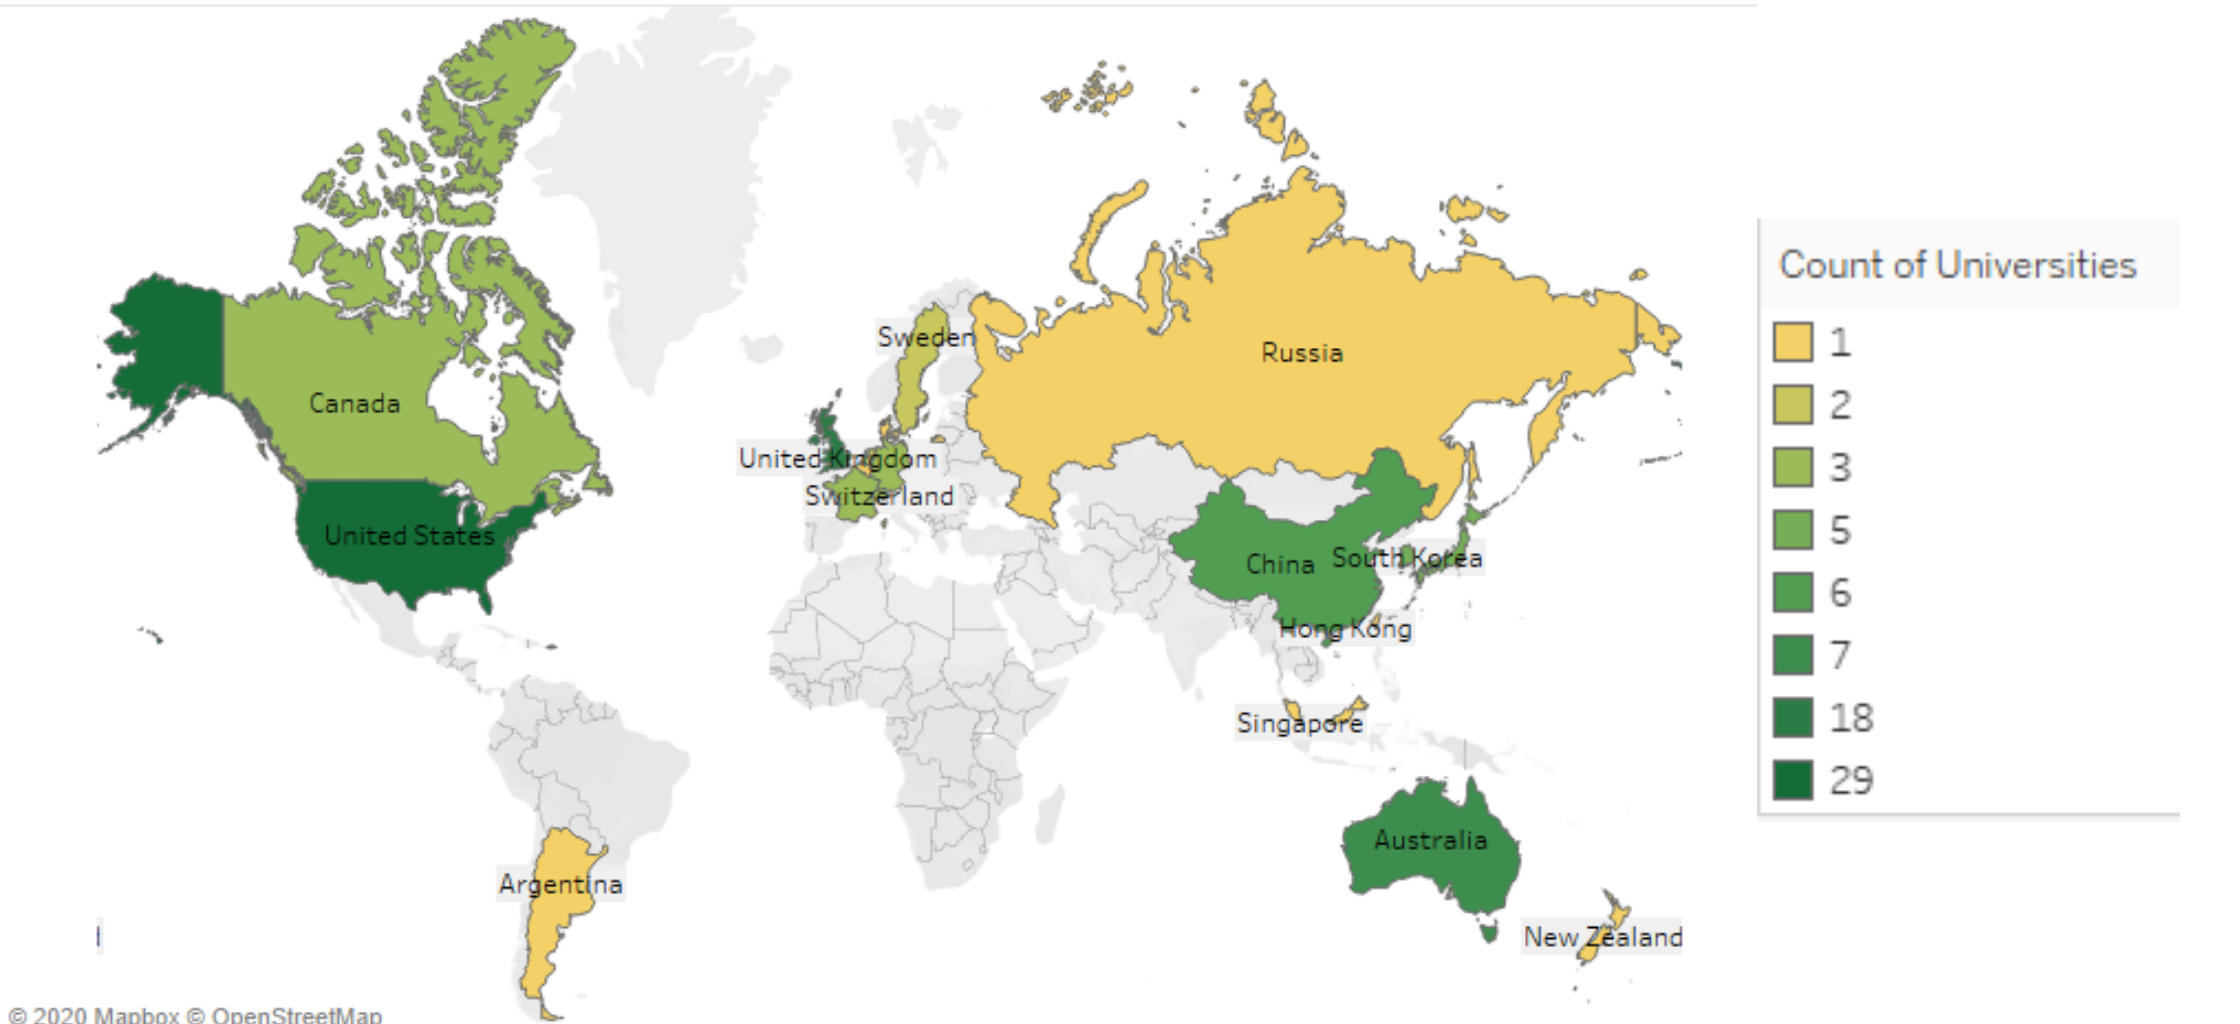 Sweden
Russia
Canada
United Kingdom
Switzerland
United States
China
South Korea
Hong Kong
Singapore
Australia
Argentina
New Zealand
© 2020 Mapbox © OpenStreetMap
Count of Universities
1
2
3
5
6
7
18
29